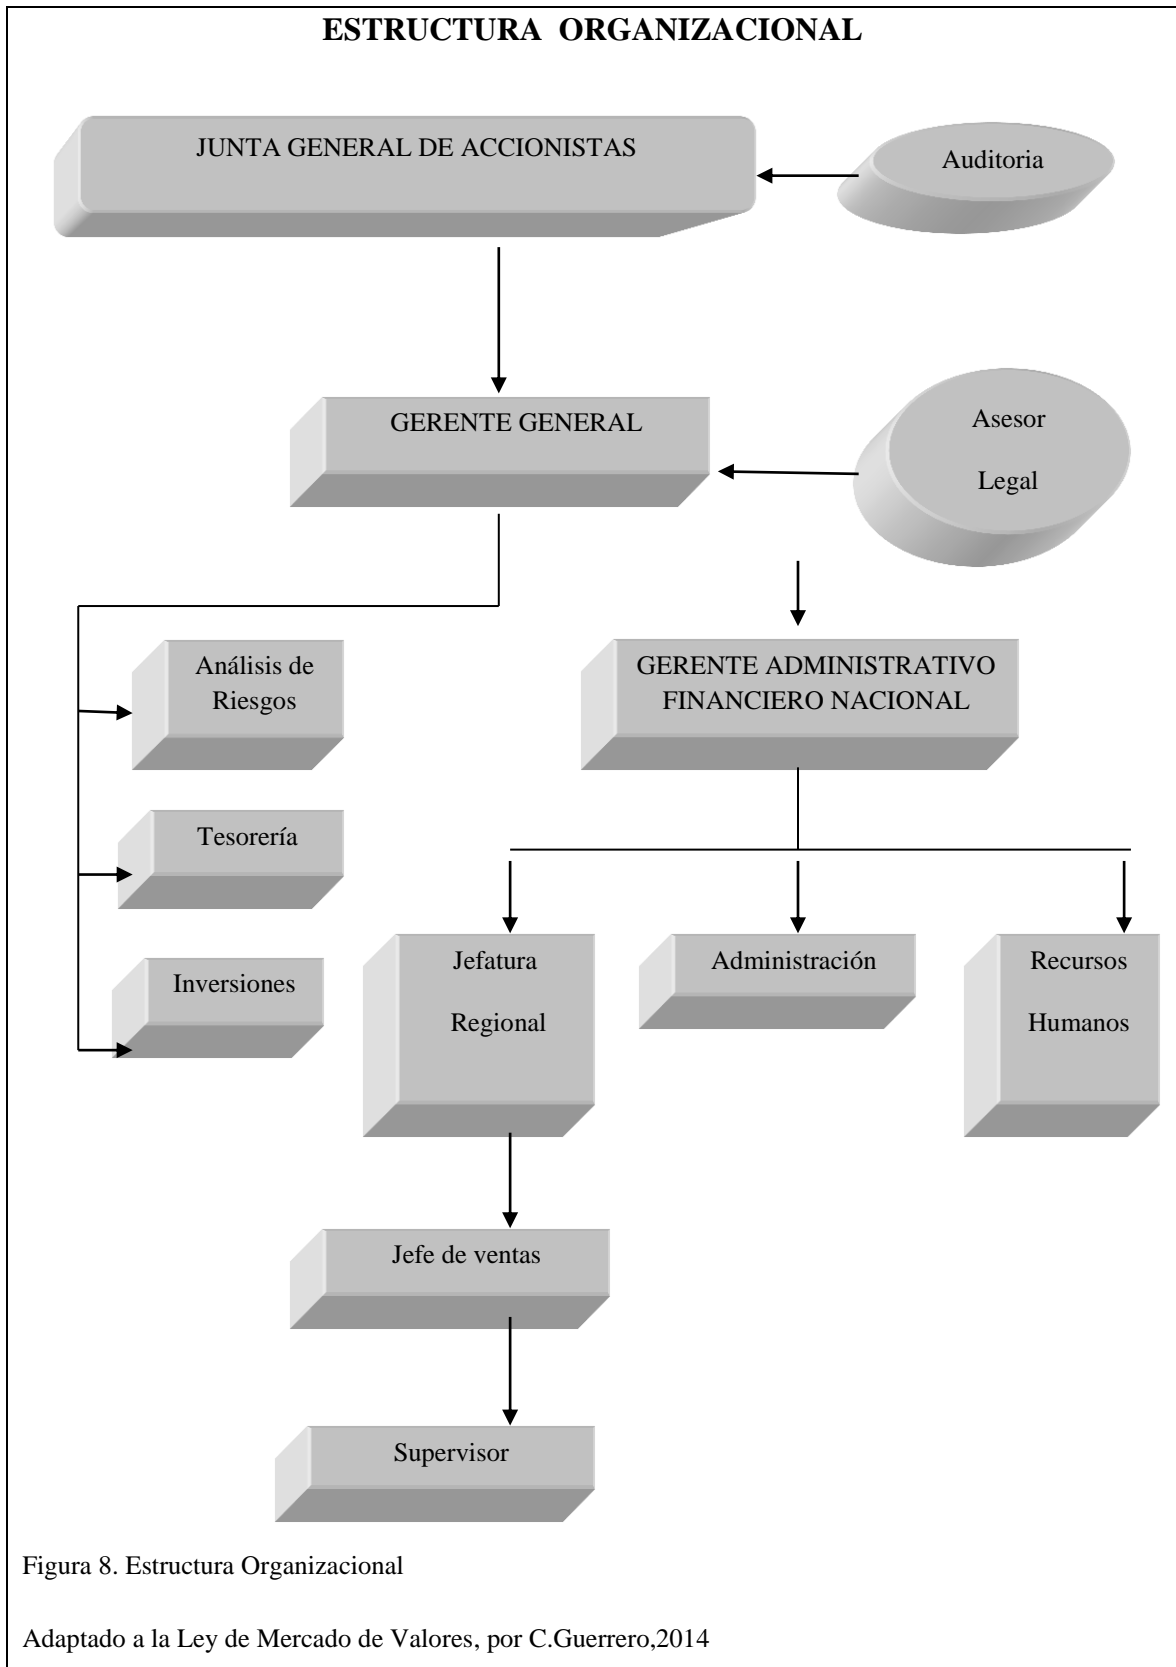 ESTRUCTURA ORGANIZACIONAL
JUNTA GENERAL DE ACCIONISTAS
Auditoria
GERENTE GENERAL
Asesor
Legal
Análisis de
Riesgos
GERENTE ADMINISTRATIVO
FINANCIERO NACIONAL
Tesorería
Inversiones
Jefatura
Regional
Administración
Recursos
Humanos
Jefe de ventas
Supervisor
Figura 8. Estructura Organizacional
Adaptado a la Ley de Mercado de Valores, por C.Guerrero,2014